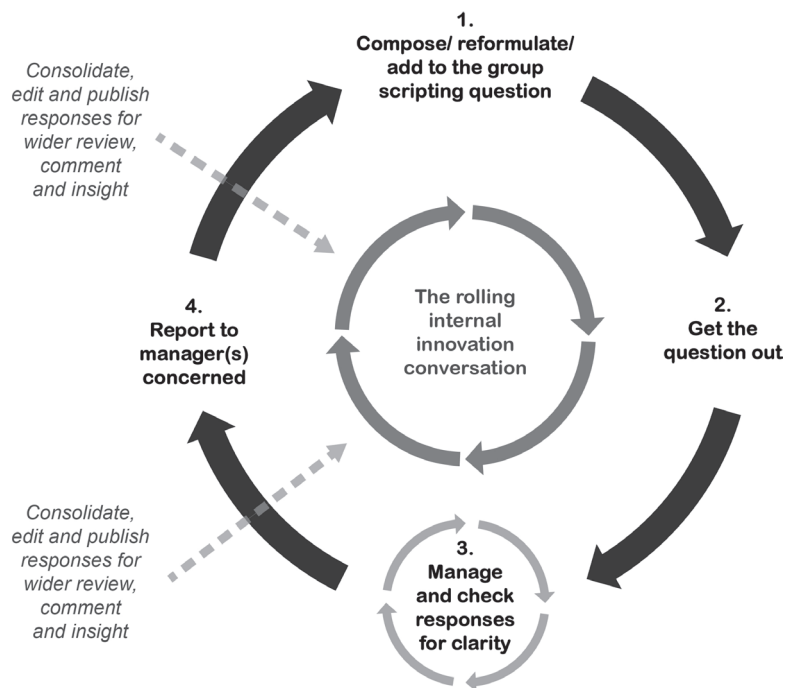 1.
Compose/ reformulate/
add to the group
scripting question
Consolidate,
edit and publish
responses for
wider review,
comment
and insight
The rolling
internal
innovation
conversation
2.
Get the
question out
4.
Report to
manager(s)
concerned
Consolidate,
edit and publish
responses for
wider review,
comment
and insight
3.
Manage
and check
responses
for clarity